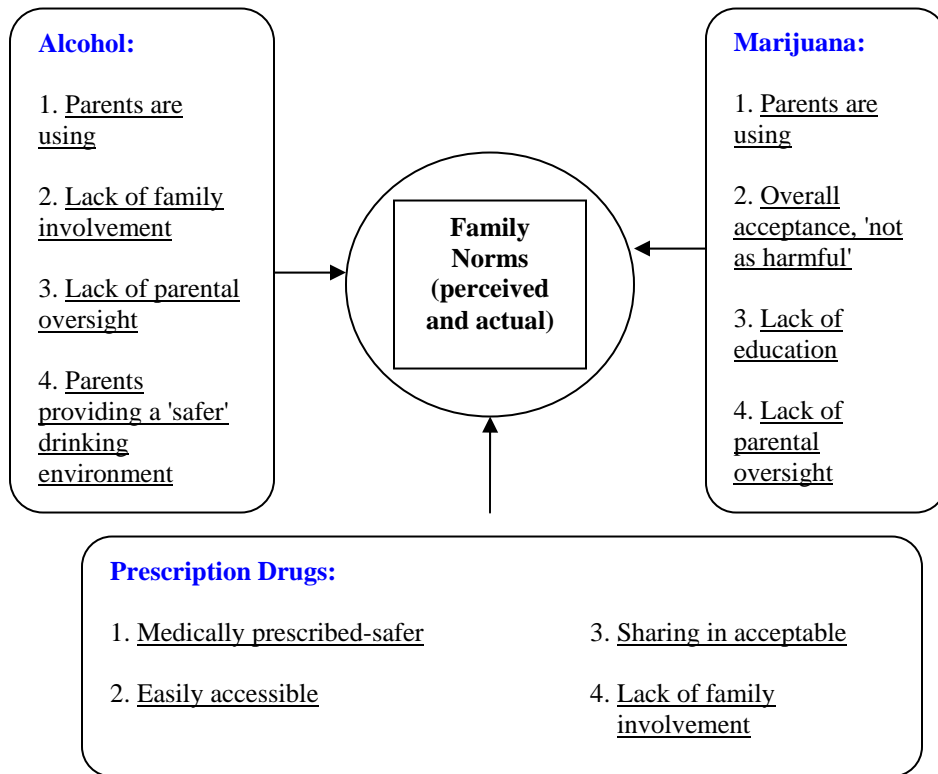 Alcohol:
1. Parents are
using
2. Lack of family
involvement
3. Lack of parental
oversight
4. Parents
providing a 'safer'
drinking
environment
Family
Norms
(perceived
and actual)
Marijuana:
1. Parents are
using
2. Overall
acceptance, 'not
as harmful'
3. Lack of
education
4. Lack of
parental
oversight
Prescription Drugs:
1. Medically prescribed-safer
2. Easily accessible
3. Sharing in acceptable
4. Lack of family
involvement